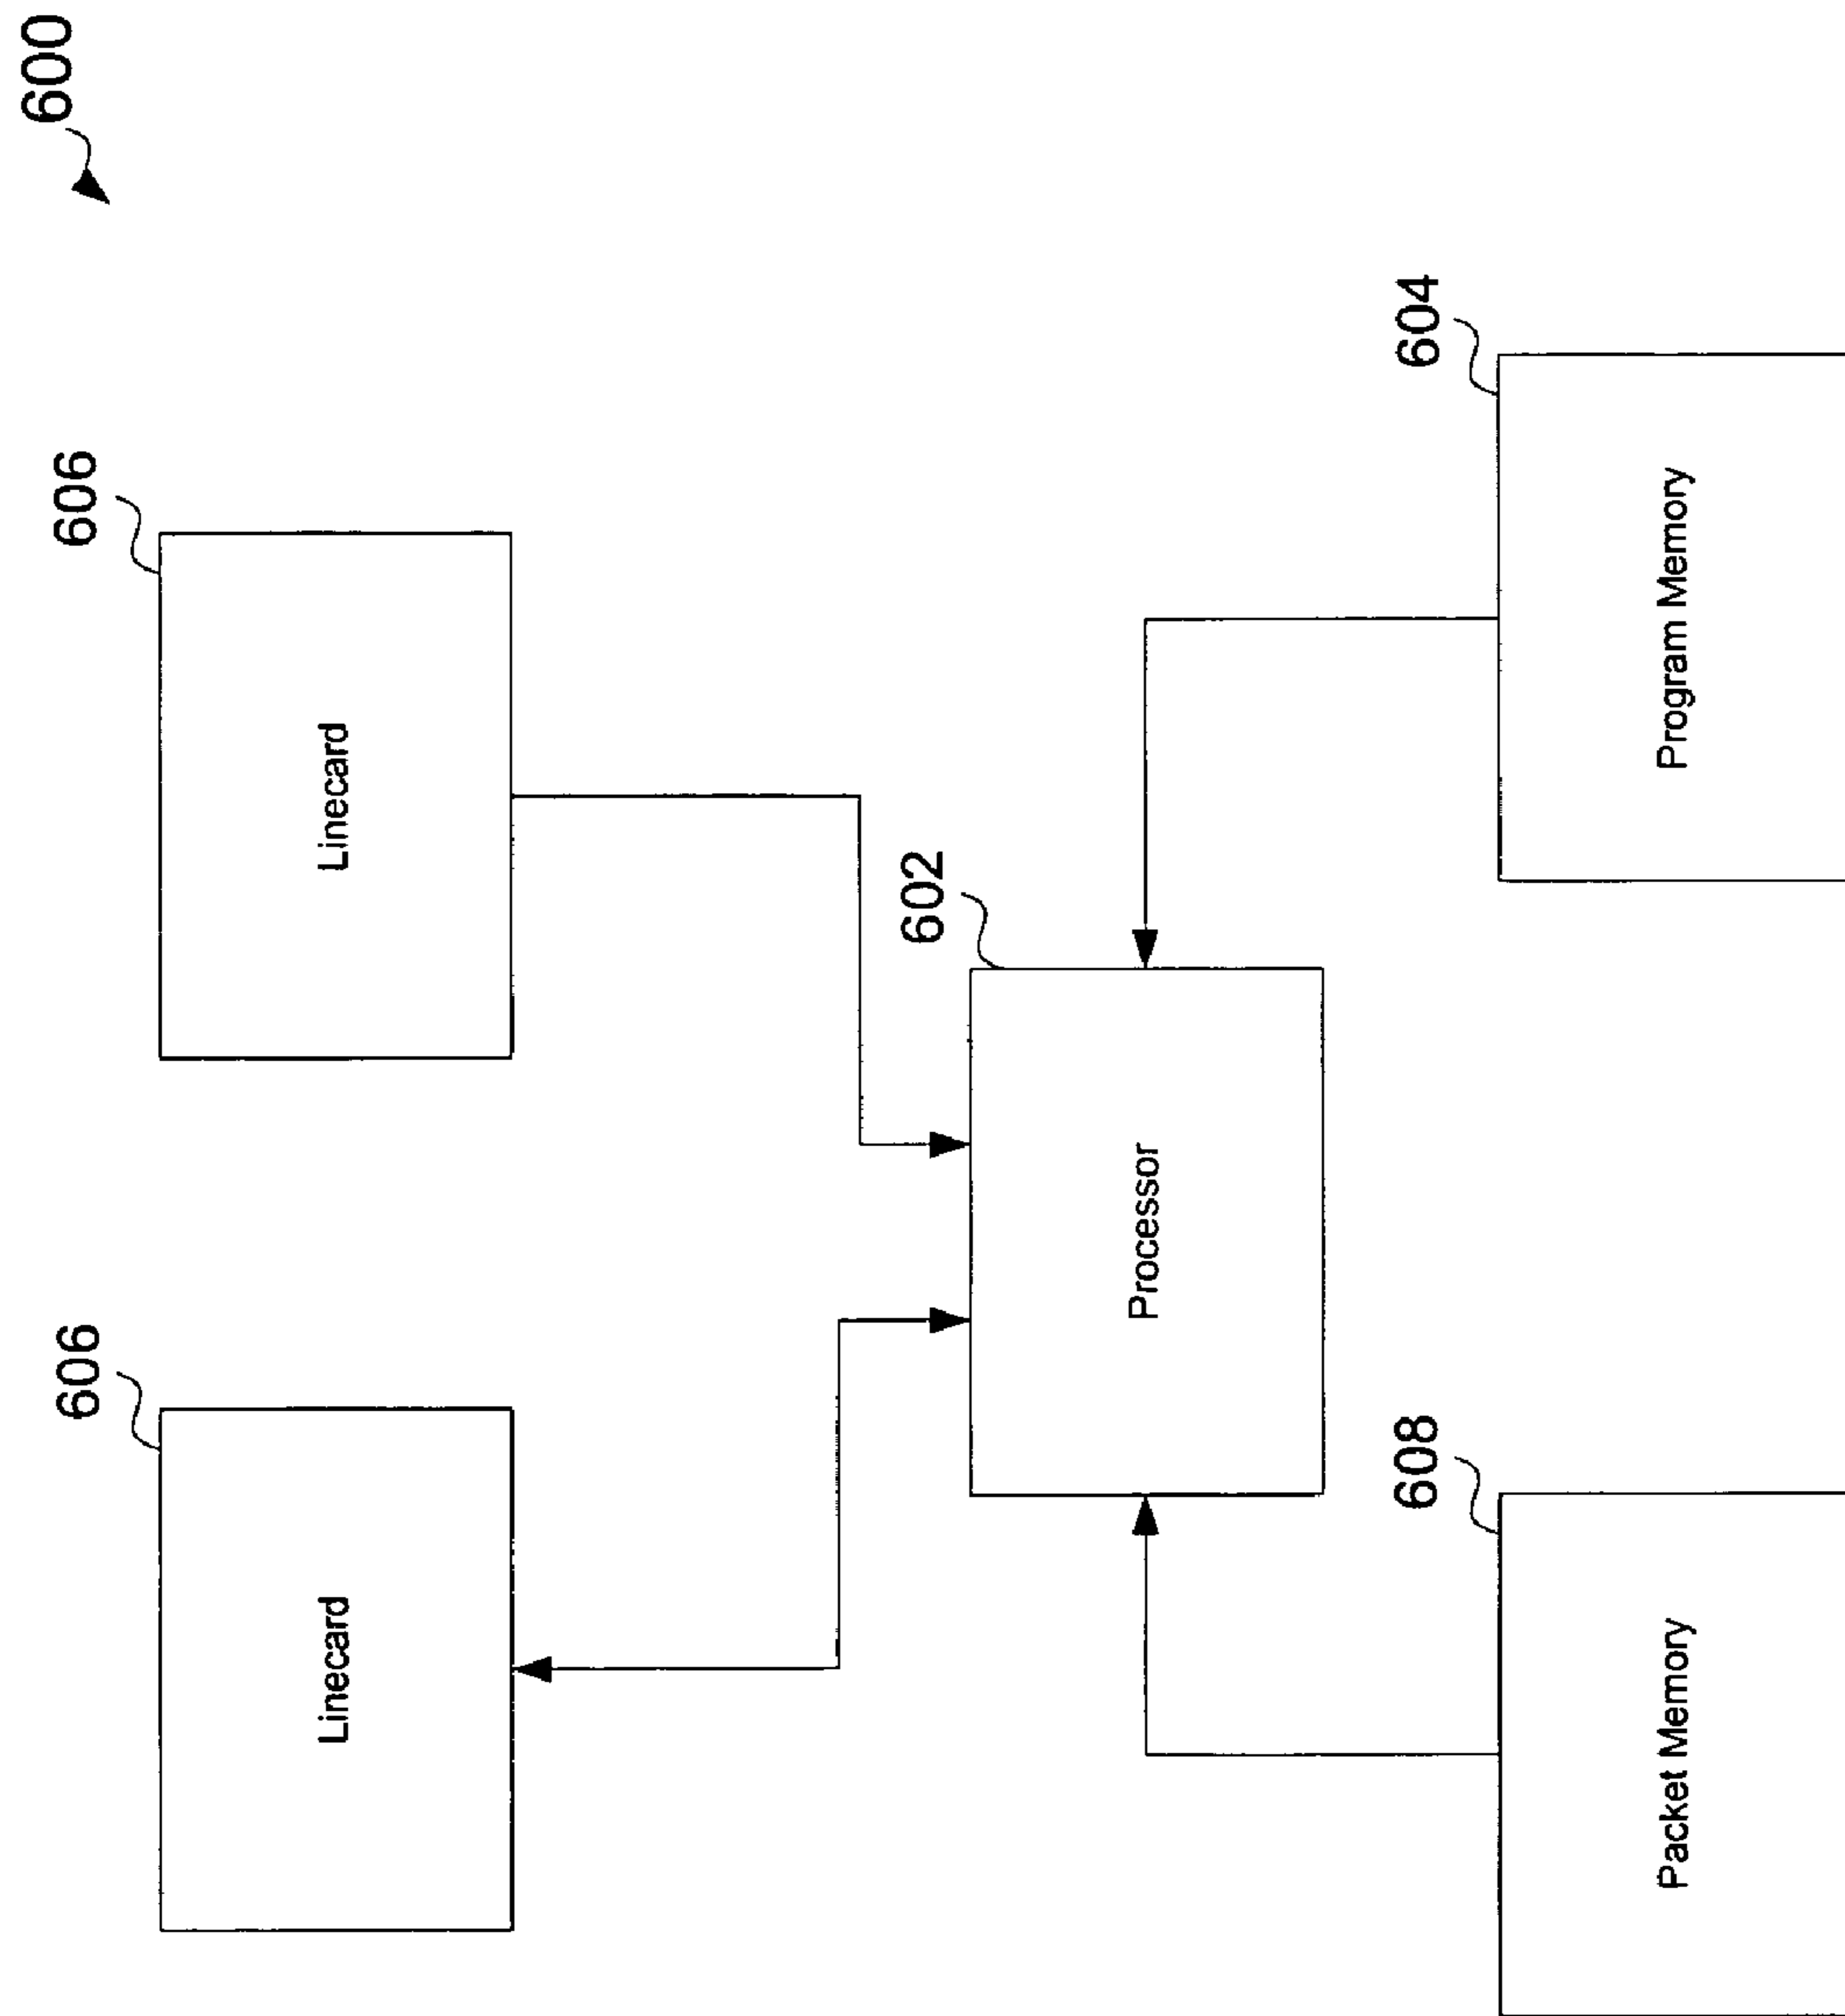 600
606
Linecard
606
Linecard
602
Processor
608
Packet Memory
604
Program Memory